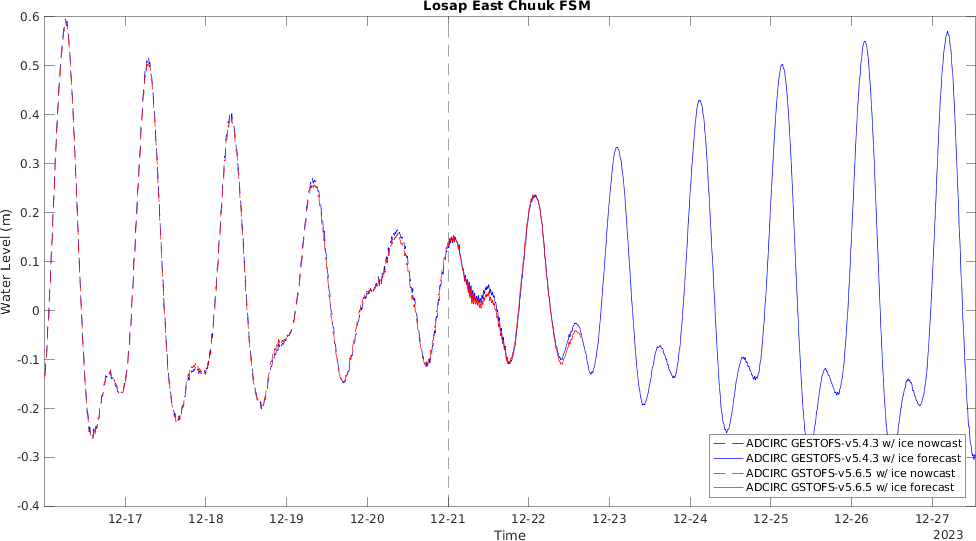 Losap East Chuuk FSM
0.6
0.5
0.4
0.3
0.2
0.1
0
-0.1
-0.2
-0.3
-0.4
Water Level (m)
ADCIRC GESTOFS-v5.4.3 w/ ice nowcast
ADCIRC GESTOFS-v5.4.3 w/ ice forecast
ADCIRC GSTOFS-v5.6.5 w/ ice nowcast
ADCIRC GSTOFS-v5.6.5 w/ ice forecast
12-17 12-18 12-19 12-20 12-21 12-22 12-23 12-24 12-25 12-26 12-27
Time
2023